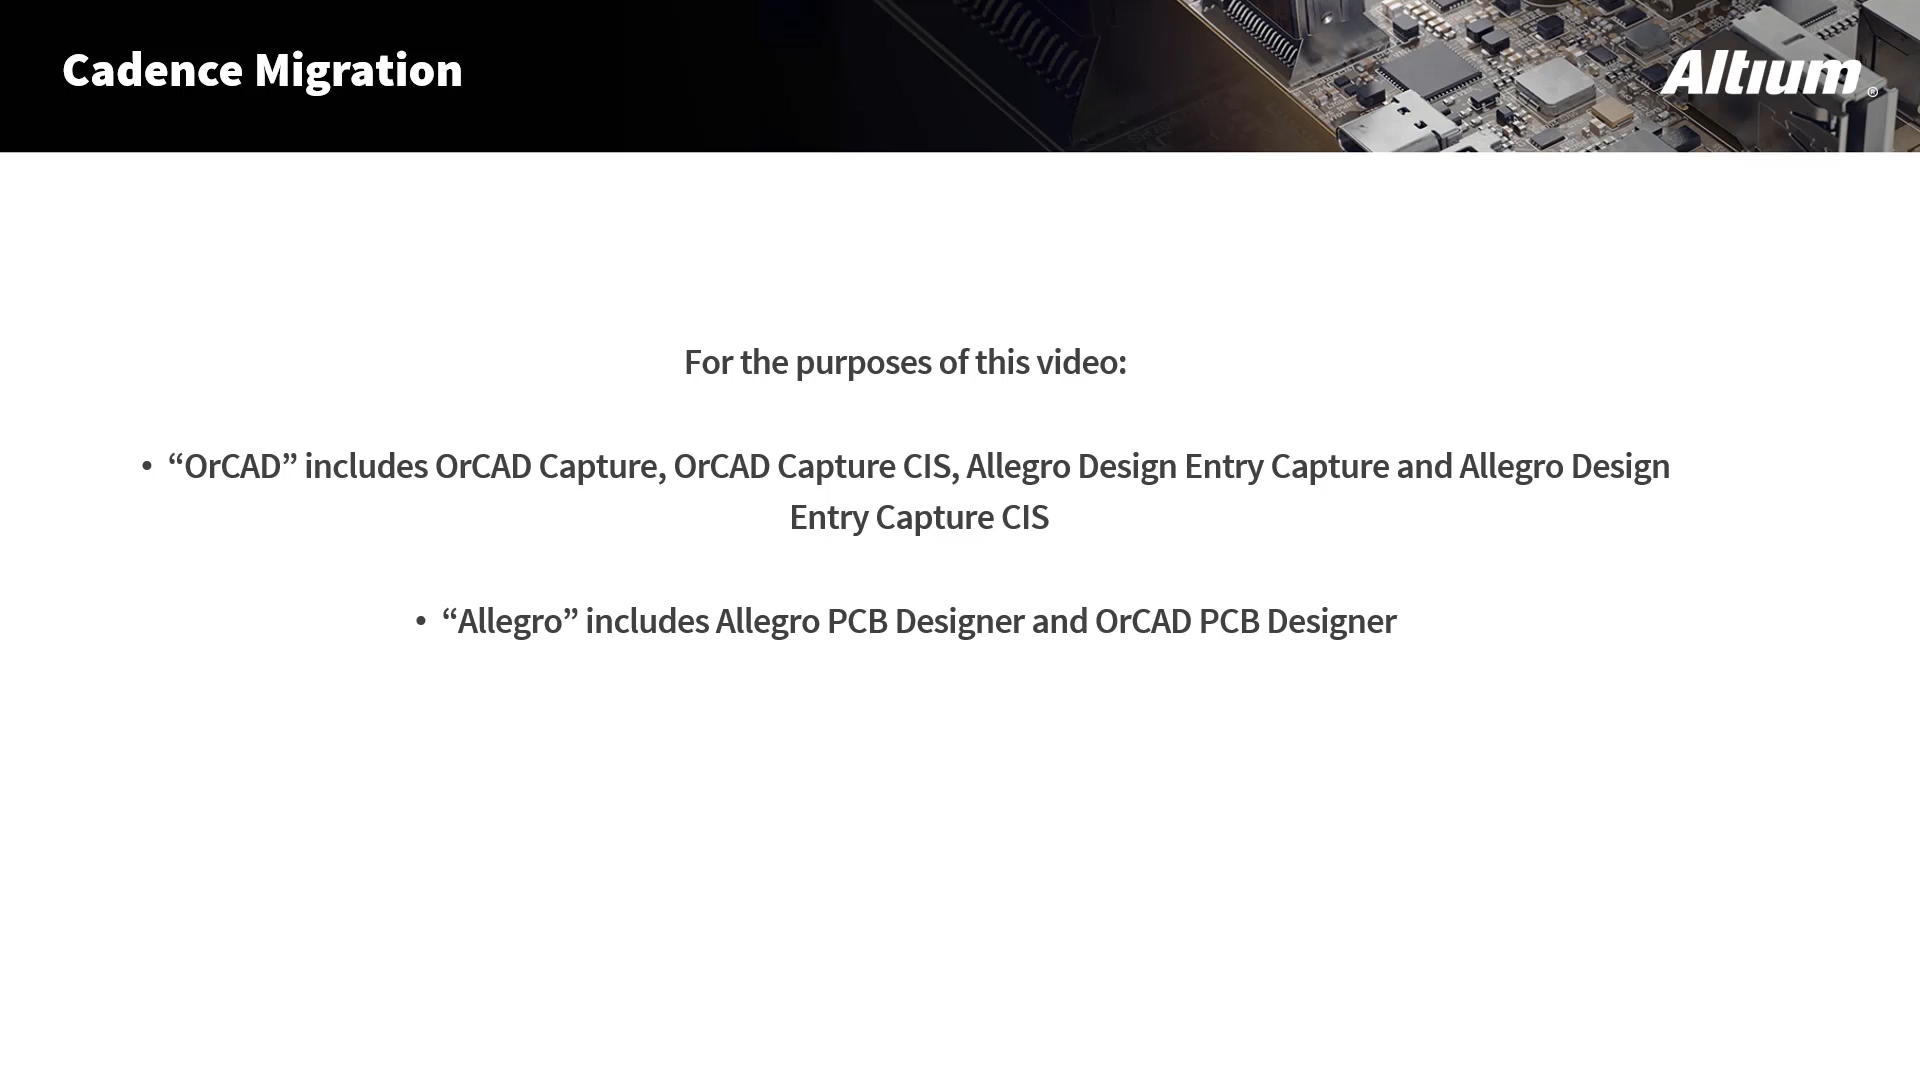 Cadence Migration
Altium®
For the purposes of this video:
• “OrCAD” includes OrCAD Capture, OrCAD Capture CIS, Allegro Design Entry Capture and Allegro Design
Entry Capture CIS
• “Allegro” includes Allegro PCB Designer and OrCAD PCB Designer